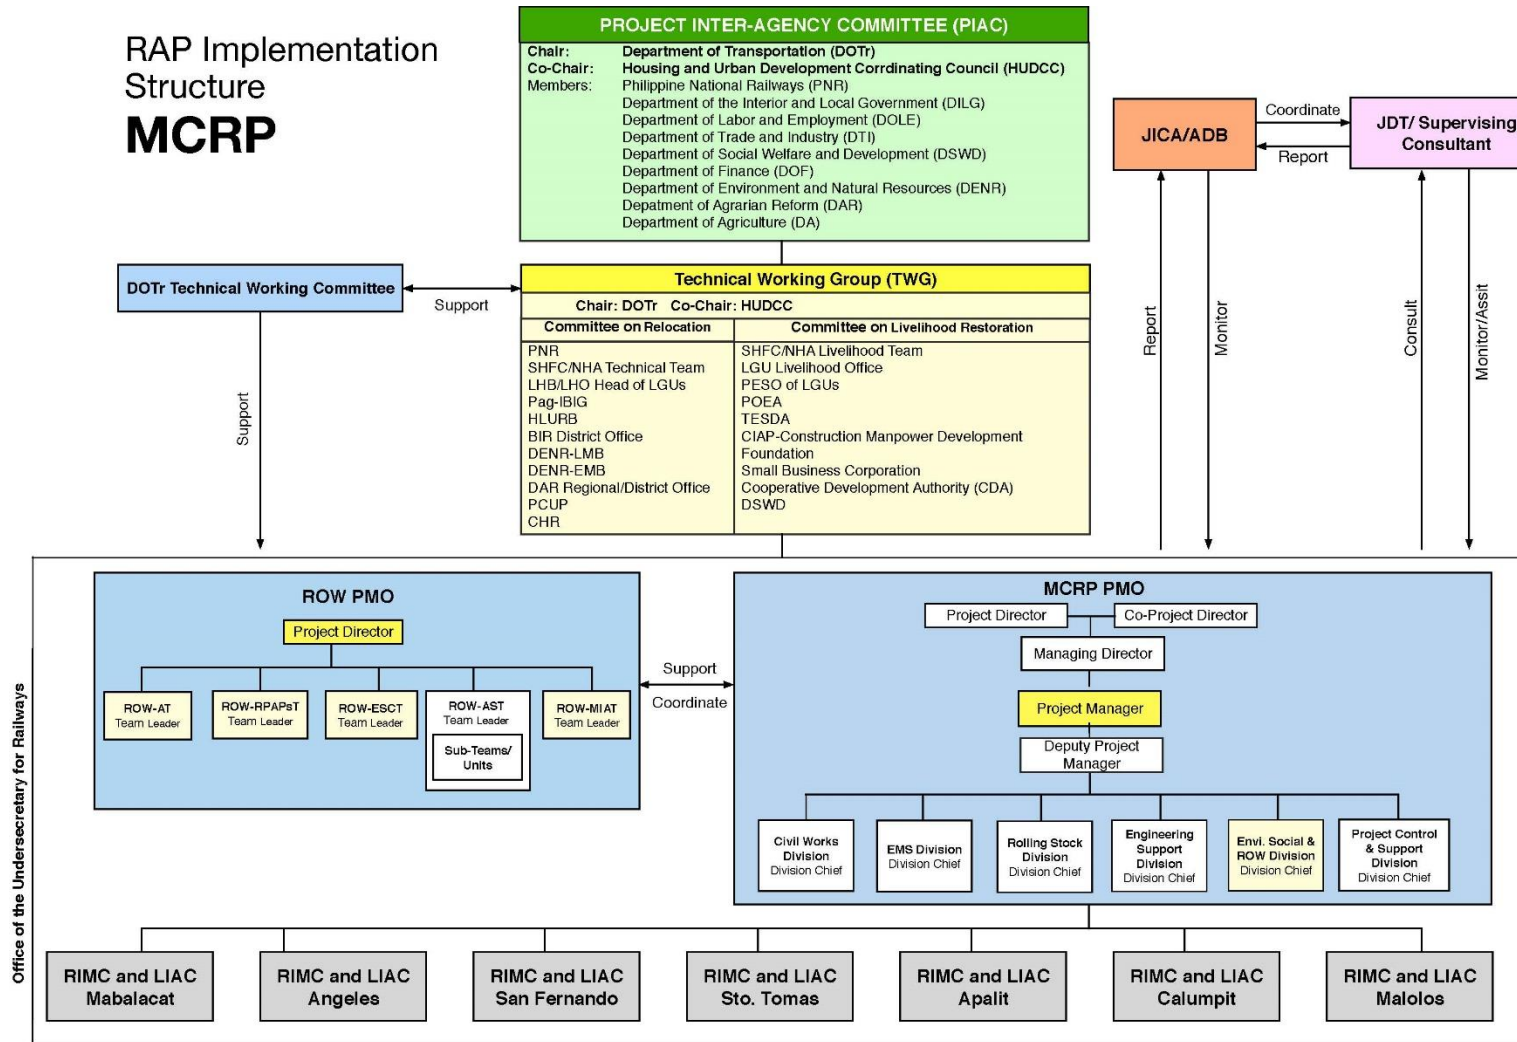 RAP Implementation
Structure
MCRP
PROJECT INTER-AGENCY COMMITTEE (PIAC)
Chair: Department of Transportation (DOTr)
Co-Chair: Housing and Urban Development Corrdinating Council (HUDCC)
Members: Philippine National Railways (PNR)
Department of the Interior and Local Government (DILG)
Department of Labor and Employment (DOLE)
Department of Trade and Industry (DTI)
Department of Social Welfare and Development (DSWD)
Department of Finance (DOF)
Department of Environment and Natural Resources (DENR)
Depatment of Agrarian Reform (DAR)
Department of Agriculture (DA)
JICA/ADB
Coordinate
Report
JDT/ Supervising
Consultant
DOTr Technical Working Committee
Support
Technical Working Group (TWG)
Chair: DOTr Co-Chair: HUDCC
Committee on Relocation
PNR
SHFC/NHA Technical Team
LHB/LHO Head of LGUs
Pag-IBIG
HLURB
BIR District Office
DENR-LMB
DENR-EMB
DAR Regional/District Office
PCUP
CHR
Committee on Livelihood Restoration
SHFC/NHA Livelihood Team
LGU Livelihood Office
PESO of LGUs
POEA
TESDA
CIAP-Construction Manpower Development
Foundation
Small Business Corporation
Cooperative Development Authority (CDA)
DSWD
Support
Report
Monitor
Consult
Monitor/Assit
Office of the Undersecretary for Railways
ROW PMO
Project Director
ROW-AT
Team Leader
ROW-RPAPsT
Team Leader
ROW-ESCT
Team Leader
ROW-AST
Team Leader
Sub-Teams/
Units
ROW-MIAT
Team Leader
Support
Coordinate
MCRP PMO
Project Director
Co-Project Director
Managing Director
Project Manager
Deputy Project
Manager
Civil Works
Division
Division Chief
EMS Division
Division Chief
Rolling Stock
Division
Division Chief
Engineering
Support
Division
Division Chief
Envi. Social &
ROW Division
Division Chief
Project Control
& Support
Division
Division Chief
RIMC and LIAC
Mabalacat
RIMC and LIAC
Angeles
RIMC and LIAC
San Fernando
RIMC and LIAC
Sto. Tomas
RIMC and LIAC
Apalit
RIMC and LIAC
Calumpit
RIMC and LIAC
Malolos